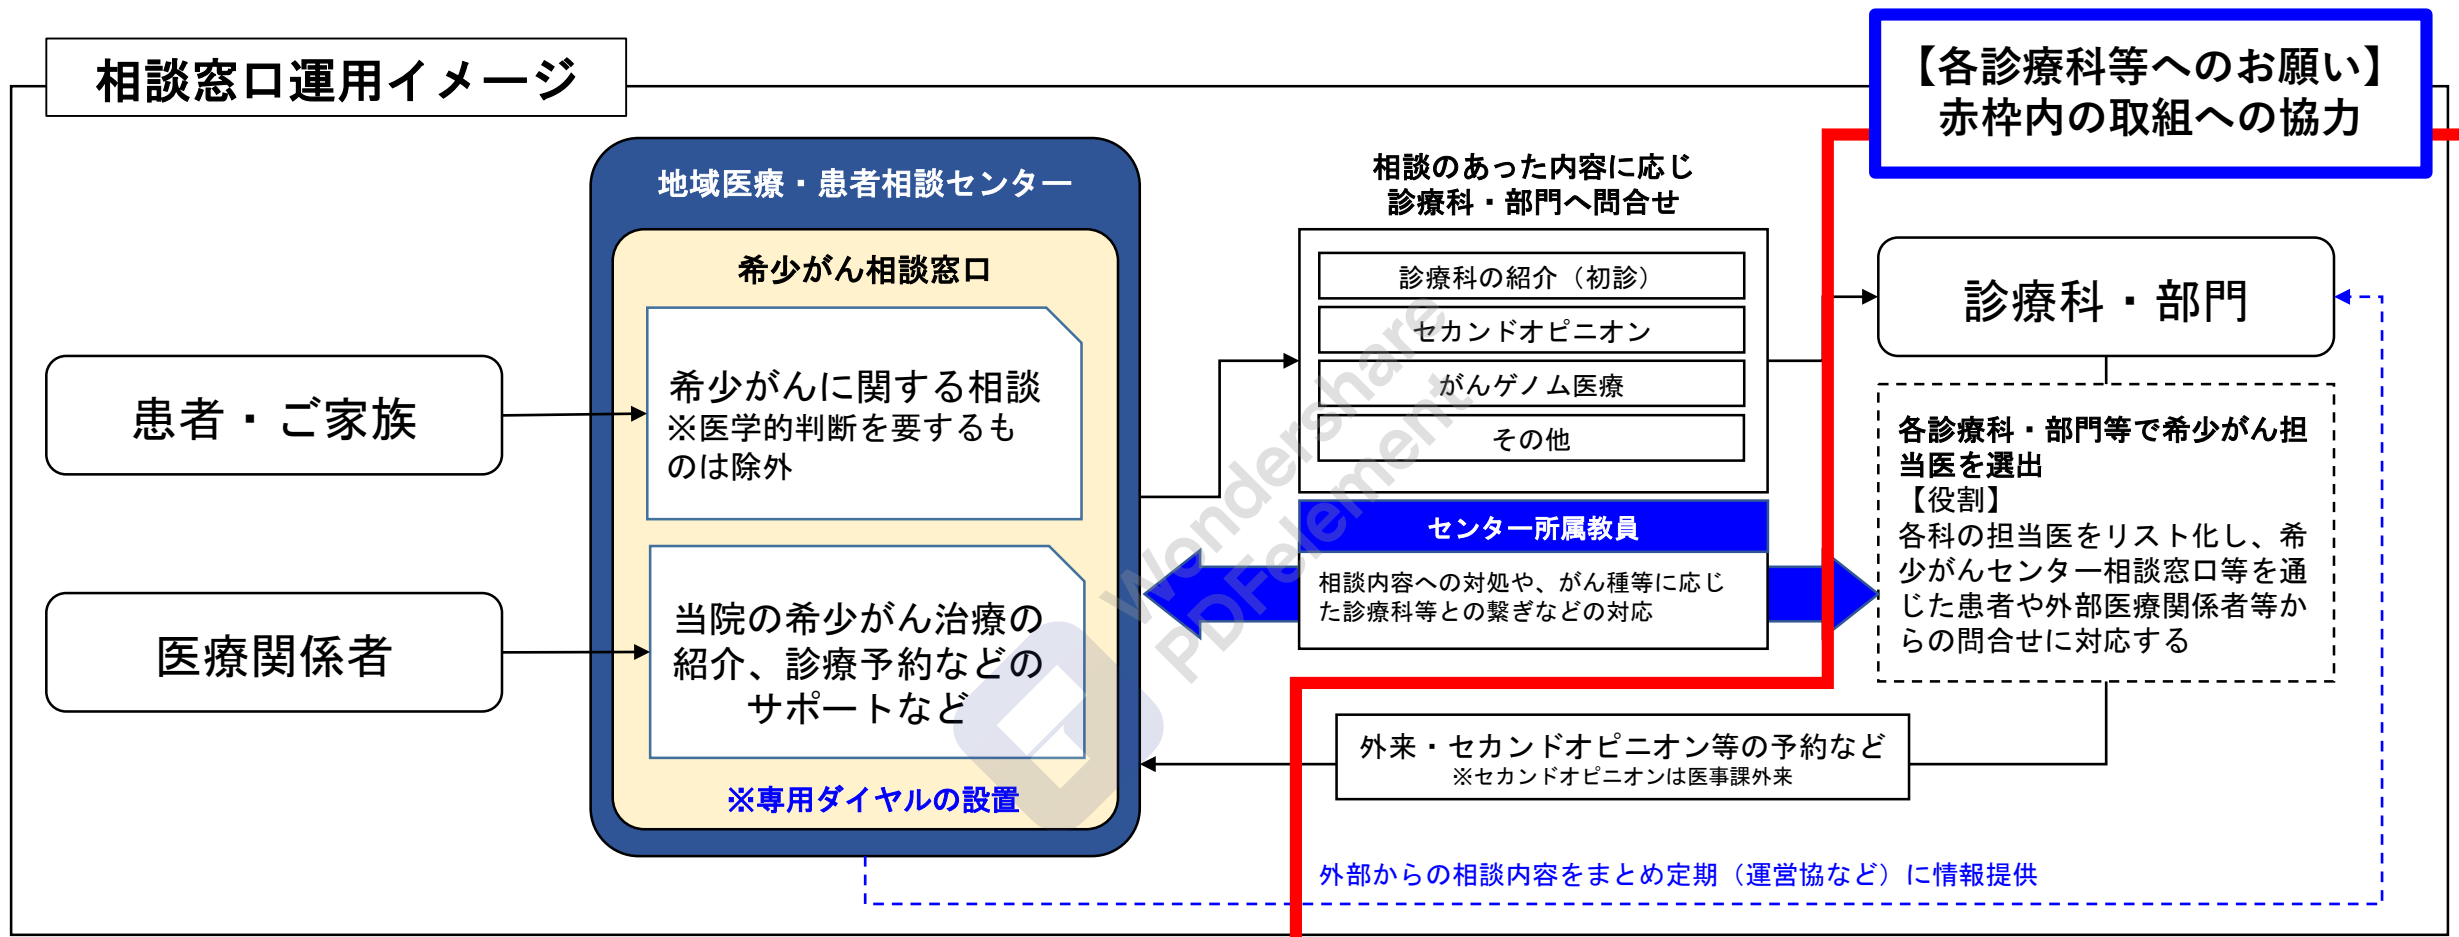 相談窓口運用イメージ
【各診療科等へのお願い】
赤枠内の取組への協力
地域医療・患者相談センター
希少がん相談窓口
希少がんに関する相談
※医学的判断を要するも
のは除外
当院の希少がん治療の
紹介、診療予約などの
サポートなど
※専用ダイヤルの設置
患者・ご家族
医療関係者
相談のあった内容に応じ
診療科・部門へ問合せ
診療科の紹介（初診）
セカンドオピニオン
がんゲノム医療
その他
センター所属教員
相談内容への対処や、がん種等に応じ
た診療科等との繋ぎなどの対応
診療科・部門
各診療科・部門等で希少がん担
当医を選出
【役割】
各科の担当医をリスト化し、希
少がんセンター相談窓口等を通
じた患者や外部医療関係者等か
らの問合せに対応する
外来・セカンドオピニオン等の予約など
※セカンドオピニオンは医事課外来
外部からの相談内容をまとめ定期（運営協など）に情報提供
Wondershare
PDFelement